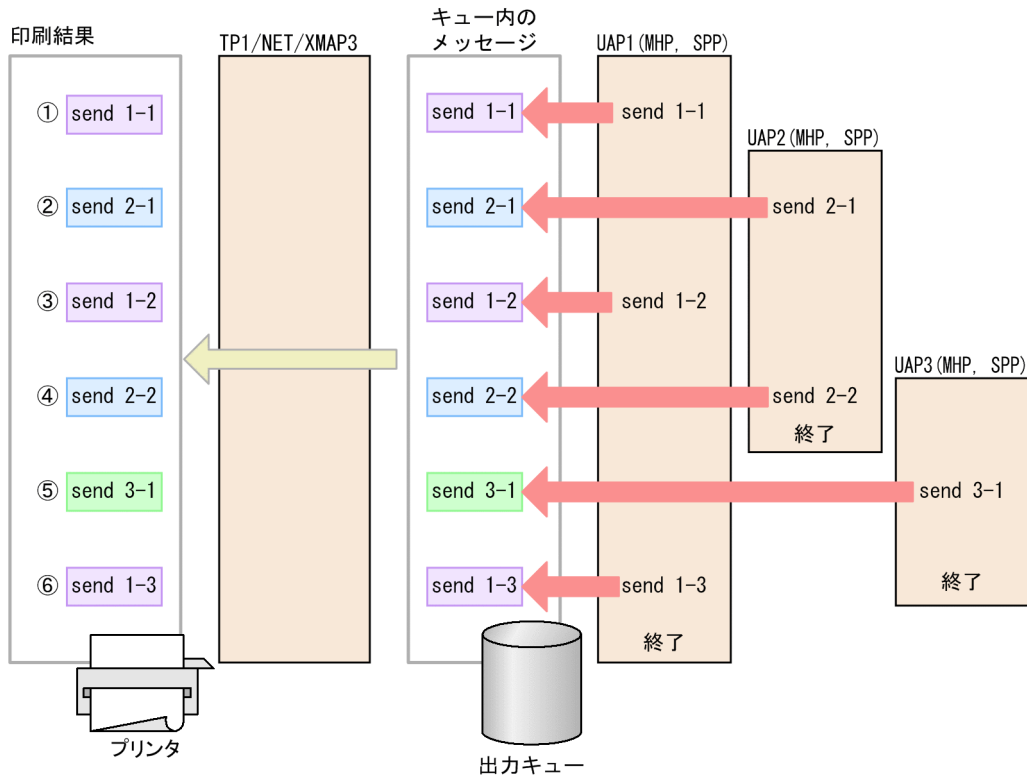 印刷結果
TP1/NET/XMAP3
キュー内の
メッセージ
UAP1(MHP, SPP)
① send 1-1
send 1-1
send 1-1
UAP2(MHP, SPP)
② send 2-1
send 2-1
send 2-1
③ send 1-2
send 1-2
send 1-2
UAP3(MHP, SPP)
④ send 2-2
send 2-2
send 2-2
終了
⑤ send 3-1
send 3-1
send 3-1
⑥ send 1-3
send 1-3
send 1-3
終了
終了
プリンタ
出力キュー